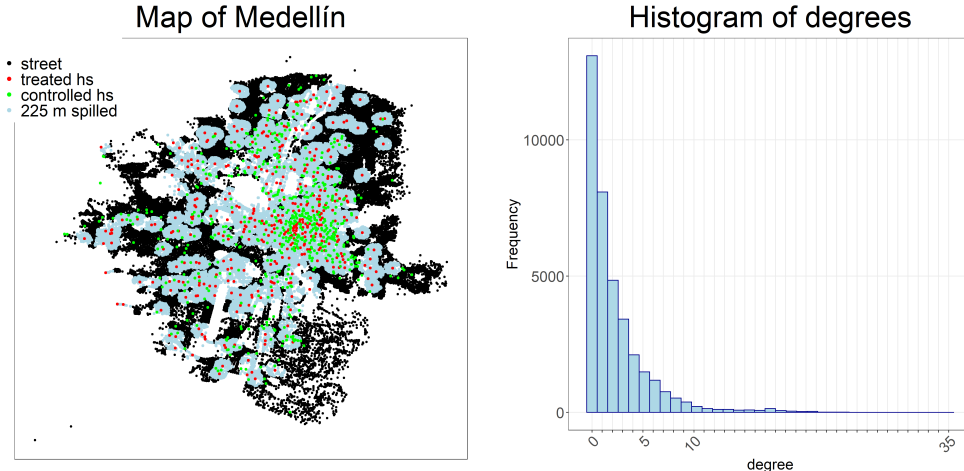 Map of Medellín
street
treated hs
controlled hs
225 m spilled
Histogram of degrees
Frequency
10000
5000
0
0
5
10
35
degree